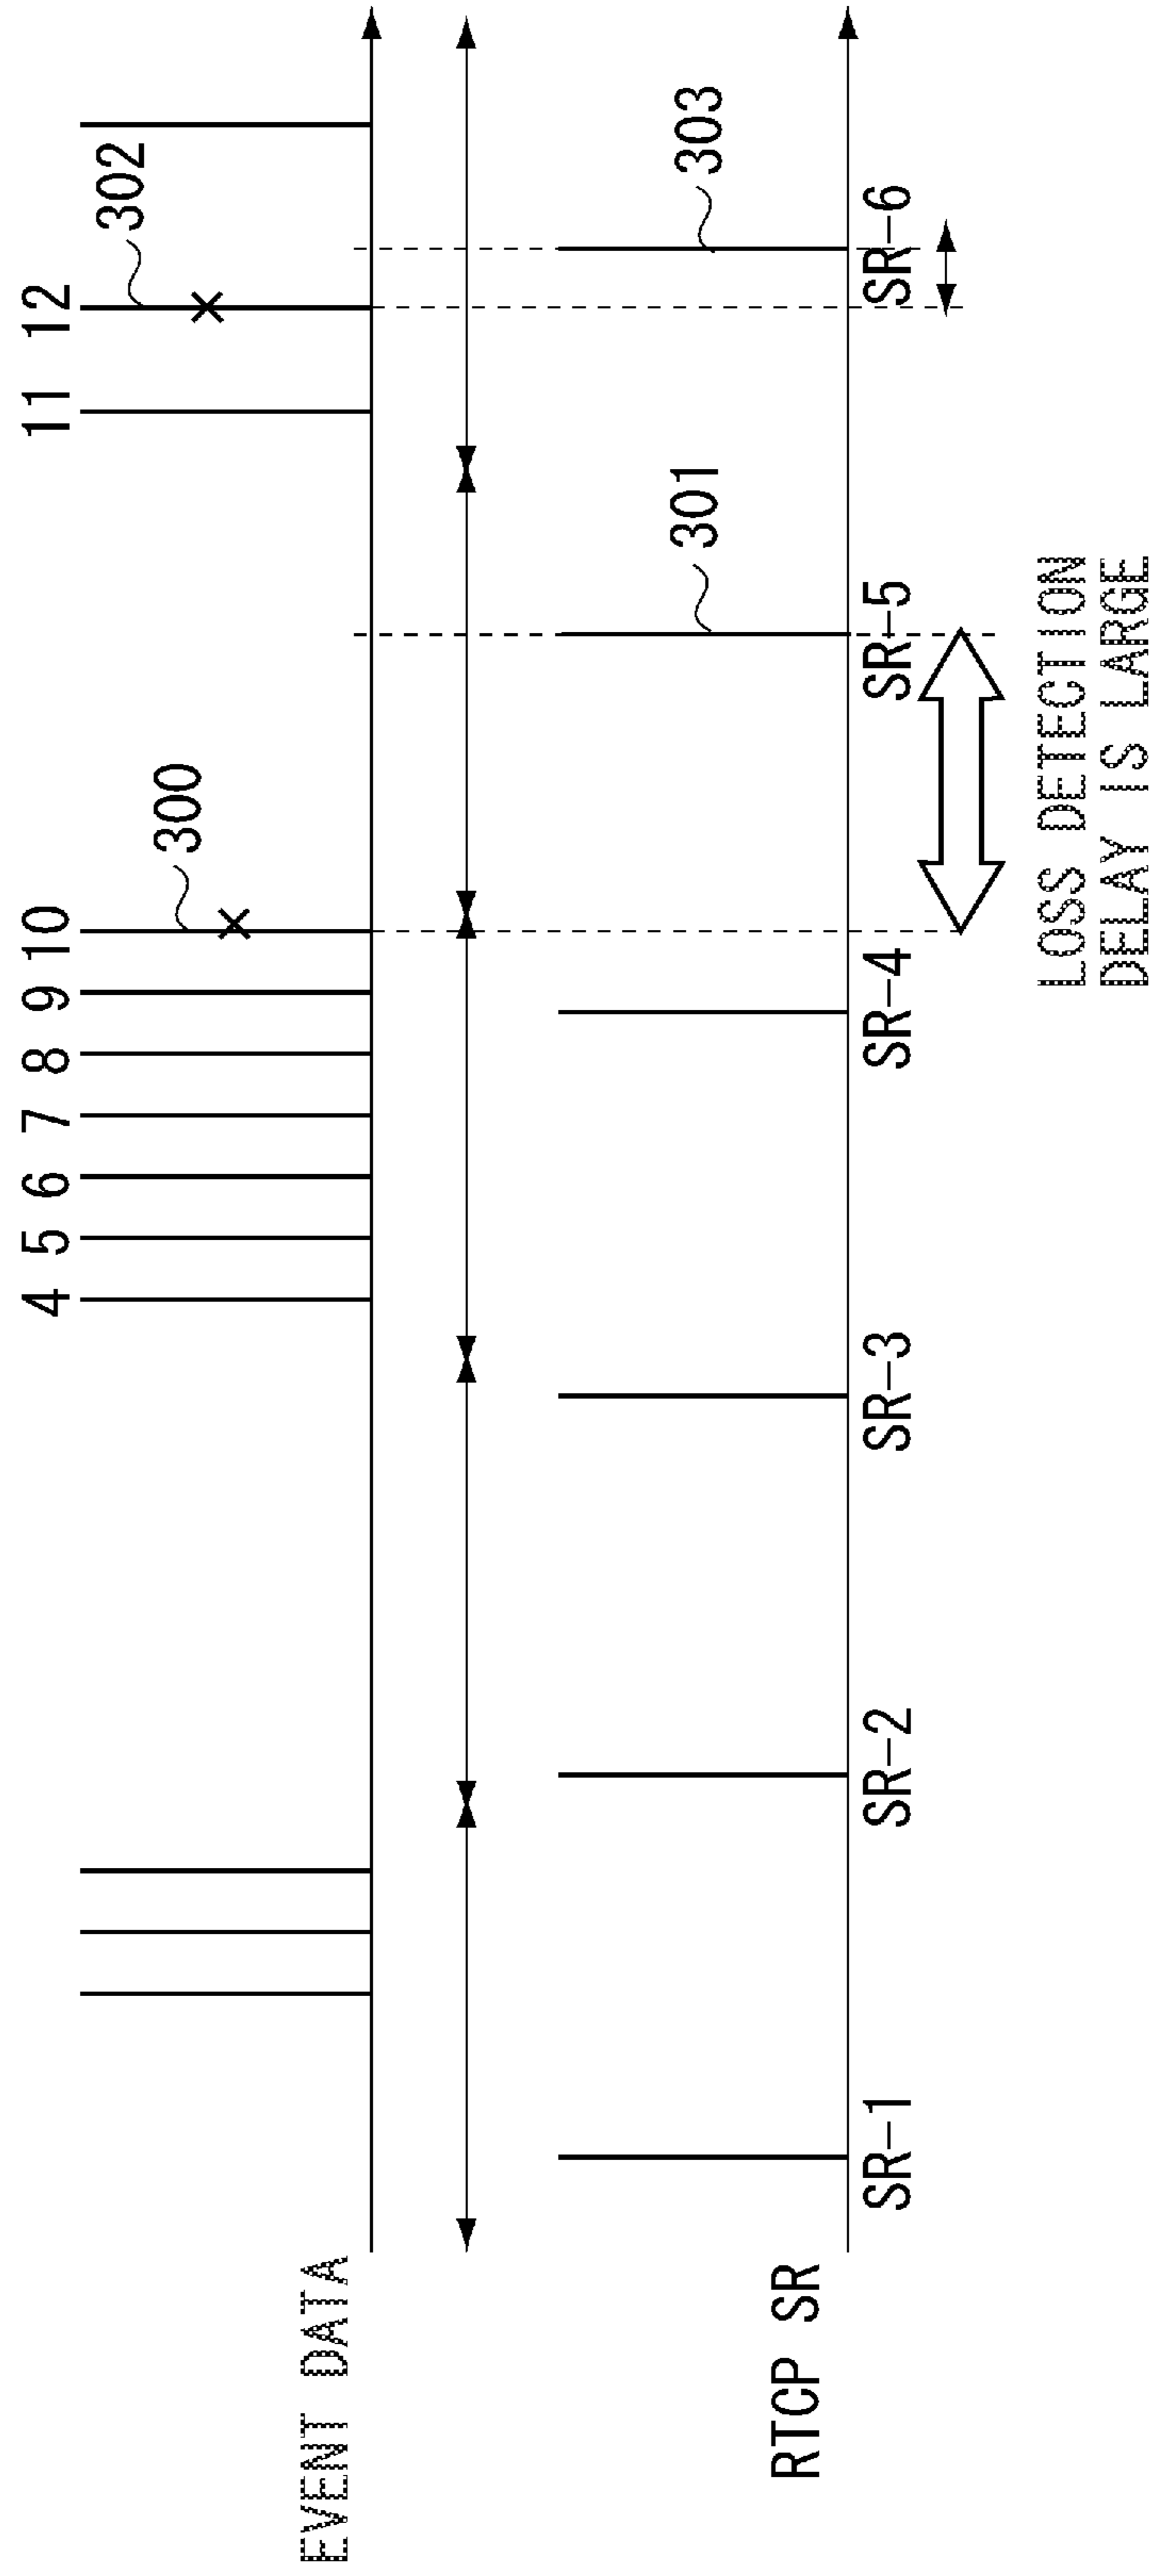 4 5 6 7 8 9 10 11 12
300
302
EVENT DATA
301
303
RTCP SR
SR-1 SR-2 SR-3 SR-4 SR-5 SR-6
LOSS DETECTION
DELAY IS LARGE